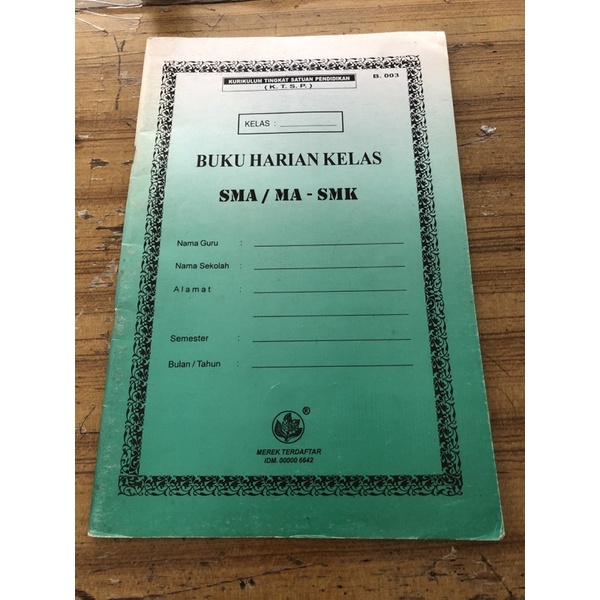 KURIKULUM TINGKAT SATUAN PENDIDIKAN
( K. T. S. P. )
B. 003
KELAS : ____________
BUKU HARIAN KELAS
SMA / MA - SMK
Nama Guru :
Nama Sekolah :
A l a m a t :
Semester :
Bulan / Tahun :
®
MEREK TERDAFTAR
IDM. 00000 6642